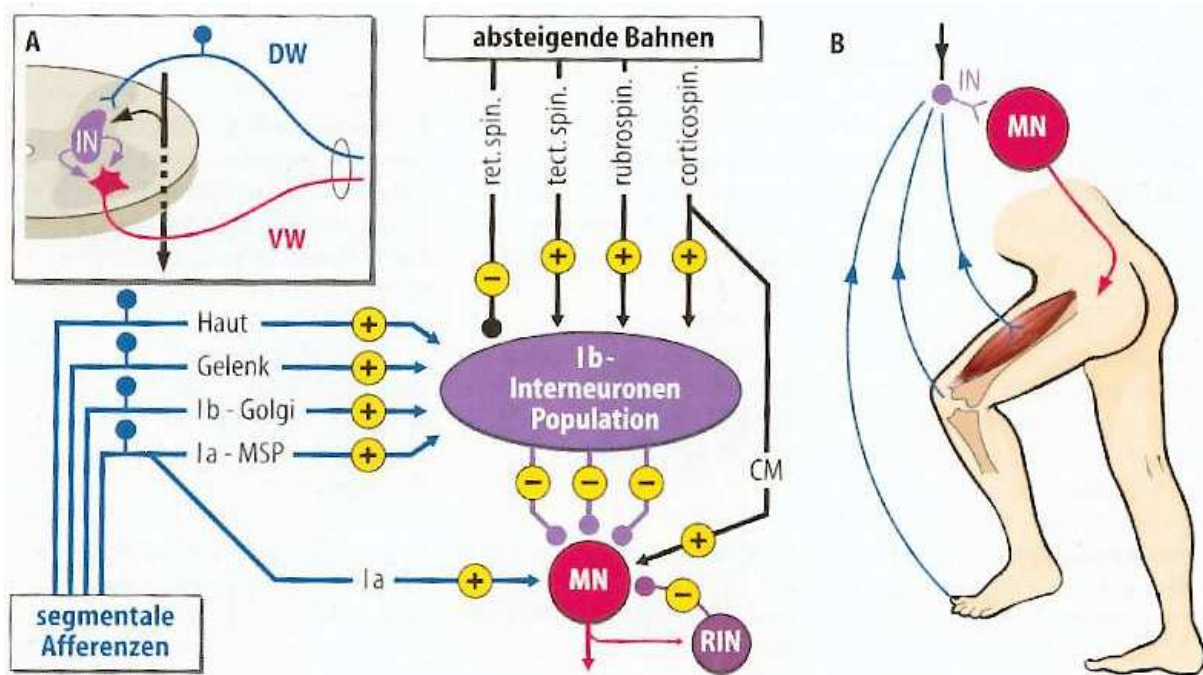 A
DW
IN
VW
absteigende Bahnen
ret. spin.
tect. spin.
rubrospin.
corticospin.
−
+
+
+
Haut +
Gelenk +
Ib - Golgi +
Ia - MSP +
Ib-
Interneuronen
Population
− − −
CM
+
Ia +
MN
−
RIN
segmentale
Afferenzen
B
IN
MN